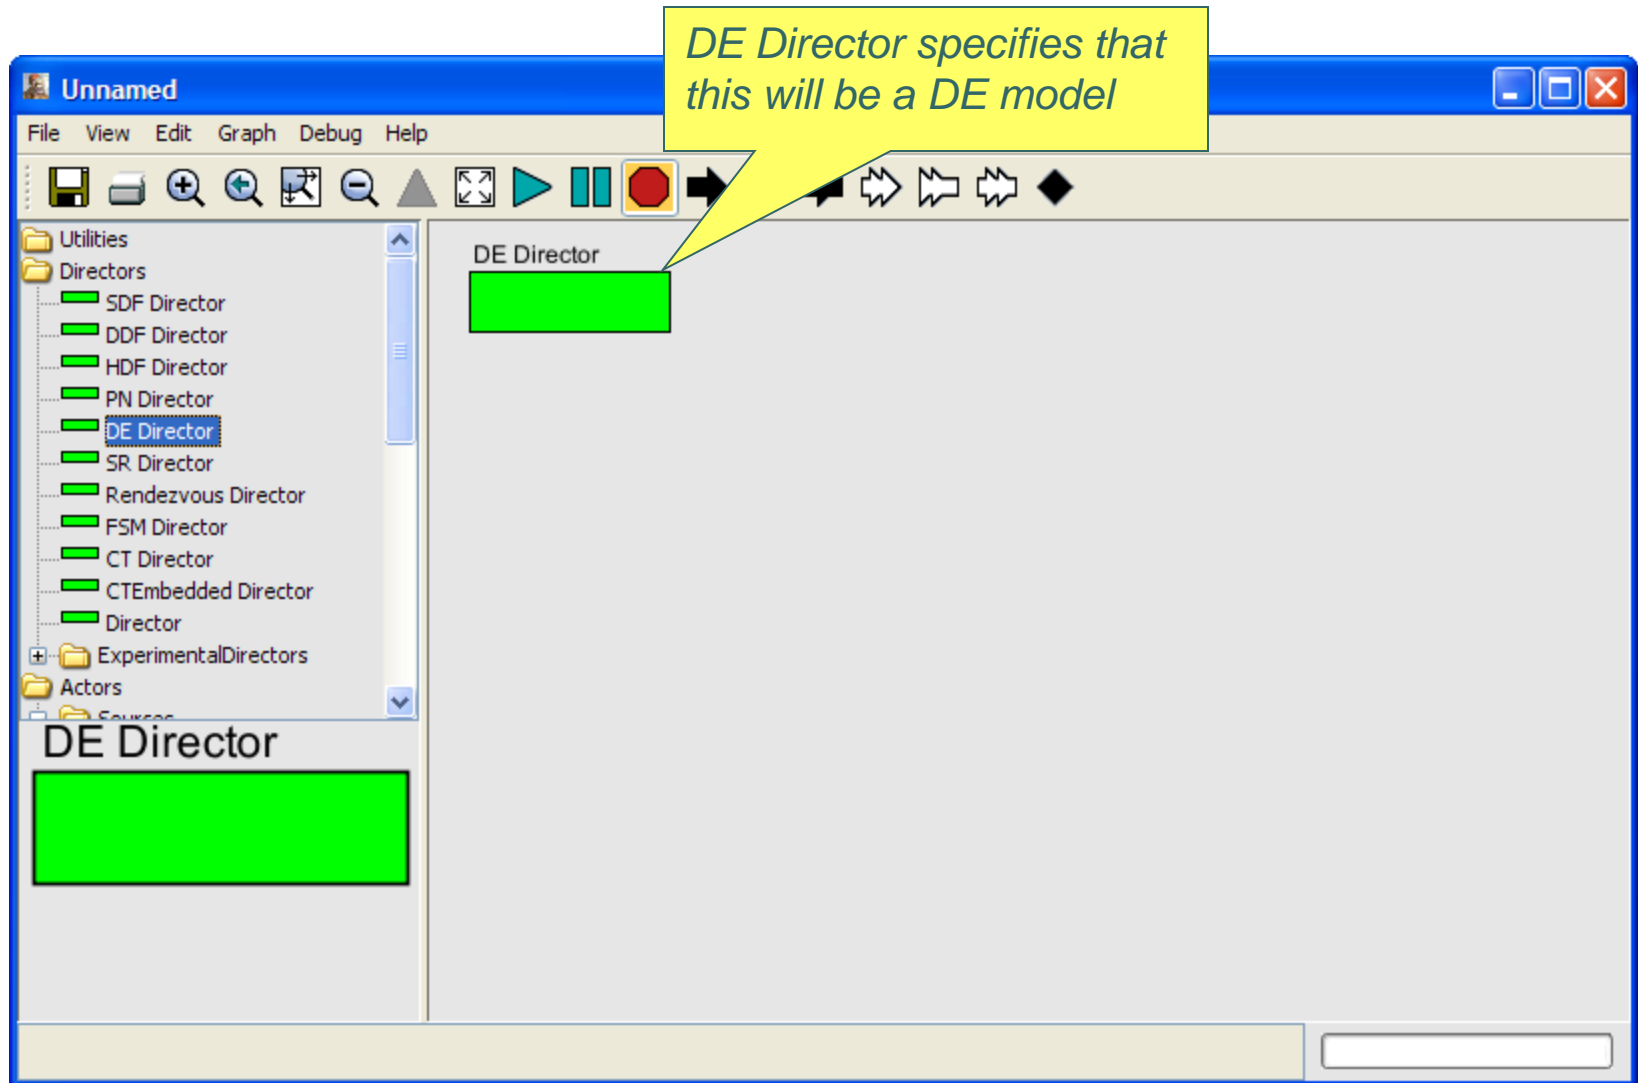 DE Director specifies that
this will be a DE model
Unnamed
File View Edit Graph Debug Help
Utilities
Directors
SDF Director
DDF Director
HDF Director
PN Director
DE Director
SR Director
Rendezvous Director
FSM Director
CT Director
CTEmbedded Director
Director
ExperimentalDirectors
Actors
Sources
DE Director
DE Director